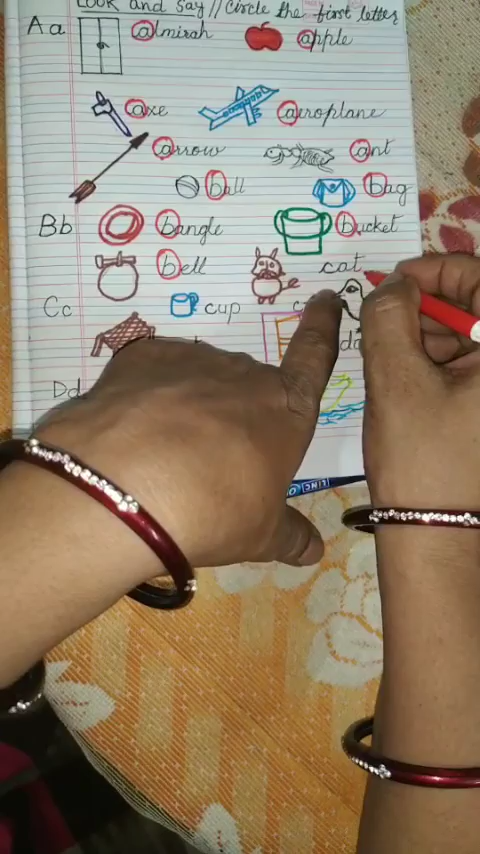 Look and say // Circle the first letter
Aa almirah apple
axe aeroplane
arrow ant
ball bag
Bb bangle bucket
bell cat
Cc cup
Dd
LINC